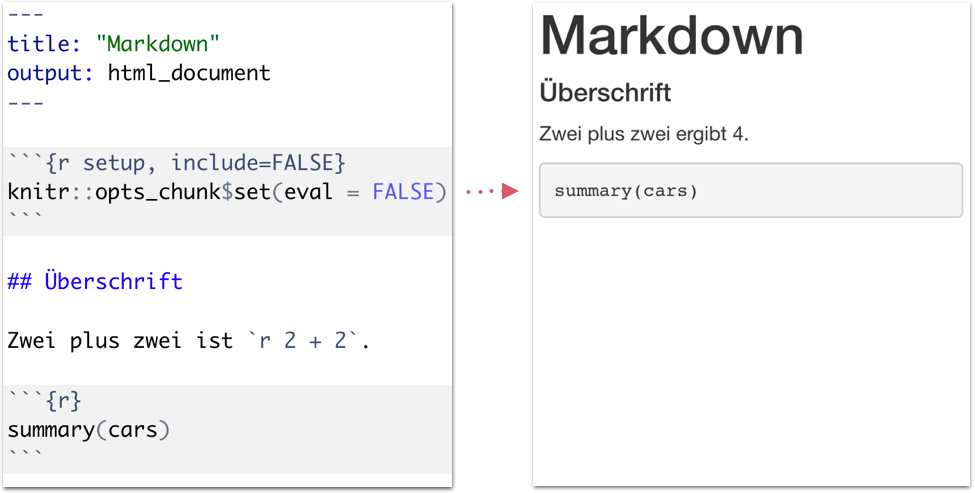 ---
title: "Markdown"
output: html_document
---
```{r setup, include=FALSE}
knitr::opts_chunk$set(eval = FALSE)
```
## Überschrift
Zwei plus zwei ist `r 2 + 2`.
```{r}
summary(cars)
```
Markdown
Überschrift
Zwei plus zwei ergibt 4.
summary(cars)